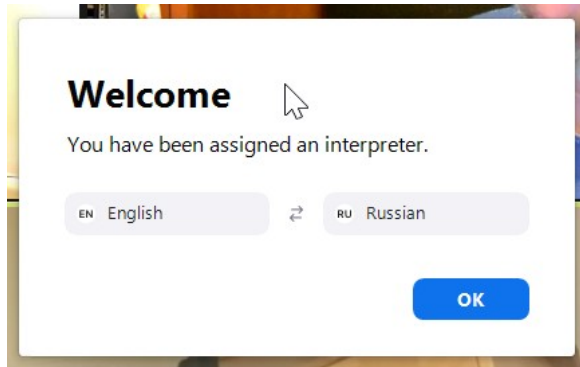 Welcome
You have been assigned an interpreter.
EN English ⇄ RU Russian
OK